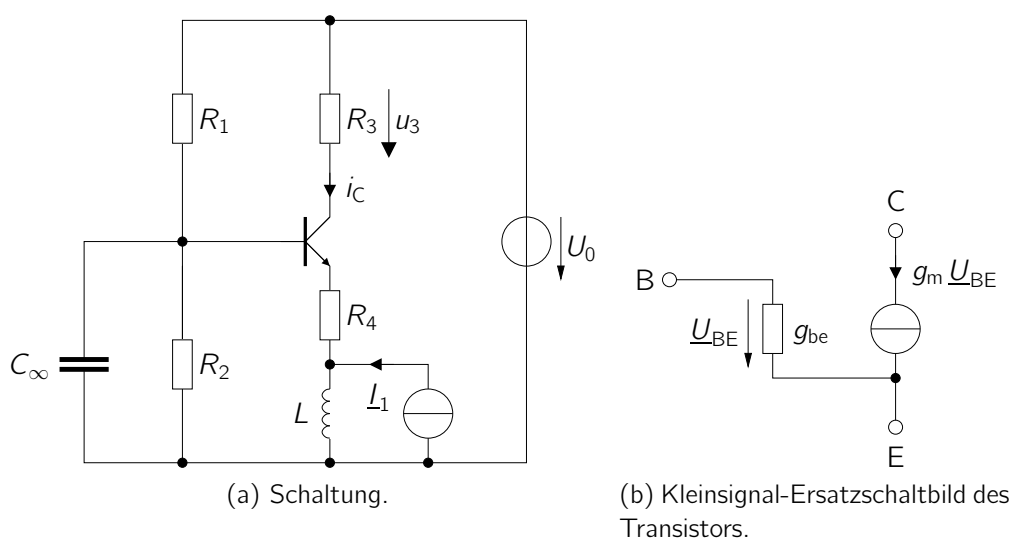 R1
R3
u3
iC
U0
C∞
R2
R4
L
I1
(a) Schaltung.
C
gm UBE
B
UBE
gbe
E
(b) Kleinsignal-Ersatzschaltbild des
Transistors.